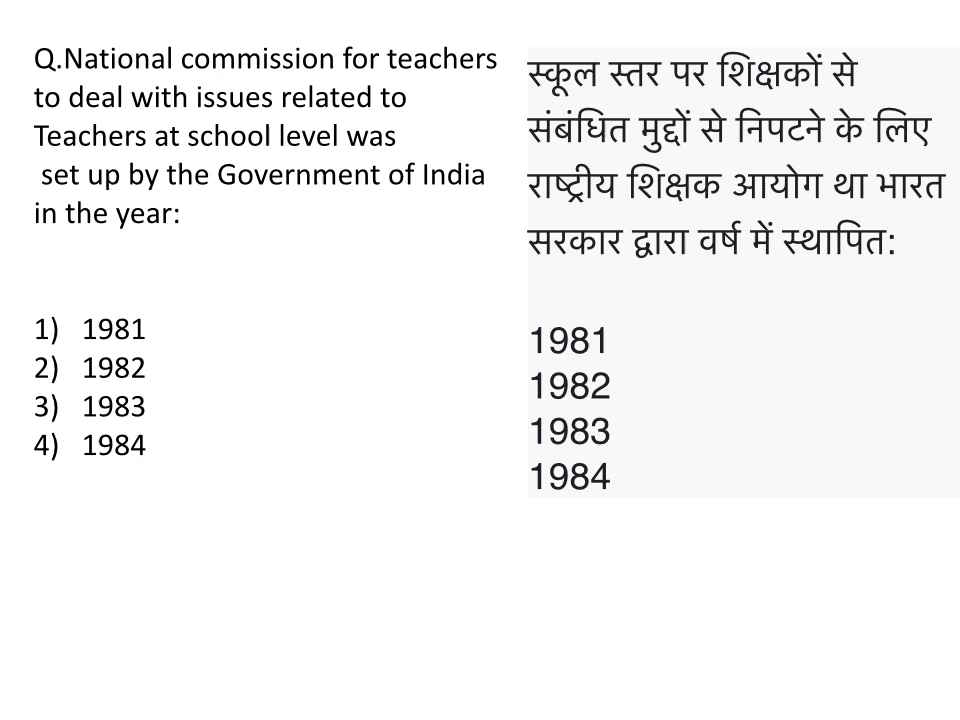 Q.National commission for teachers
to deal with issues related to
Teachers at school level was
set up by the Government of India
in the year:
1) 1981
2) 1982
3) 1983
4) 1984
स्कूल स्तर पर शिक्षकों से
संबंधित मुद्दों से निपटने के लिए
राष्ट्रीय शिक्षक आयोग था भारत
सरकार द्वारा वर्ष में स्थापित:
1981
1982
1983
1984